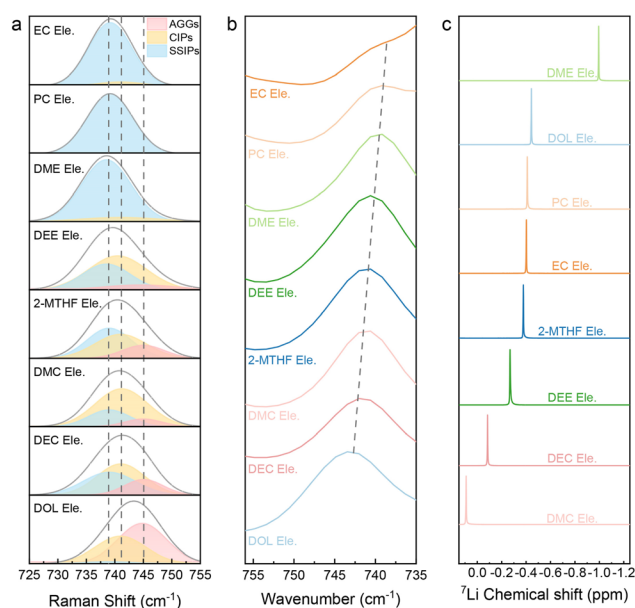 a
AGGs
CIPs
SSIPs
EC Ele.
PC Ele.
DME Ele.
DEE Ele.
2-MTHF Ele.
DMC Ele.
DEC Ele.
DOL Ele.
725 730 735 740 745 750 755
Raman Shift (cm⁻¹)
b
EC Ele.
PC Ele.
DME Ele.
DEE Ele.
2-MTHF Ele.
DMC Ele.
DEC Ele.
DOL Ele.
755 750 745 740 735
Wavenumber (cm⁻¹)
c
DME Ele.
DOL Ele.
PC Ele.
EC Ele.
2-MTHF Ele.
DEE Ele.
DEC Ele.
DMC Ele.
0.0 -0.2 -0.4 -0.6 -0.8 -1.0 -1.2
⁷Li Chemical shift (ppm)